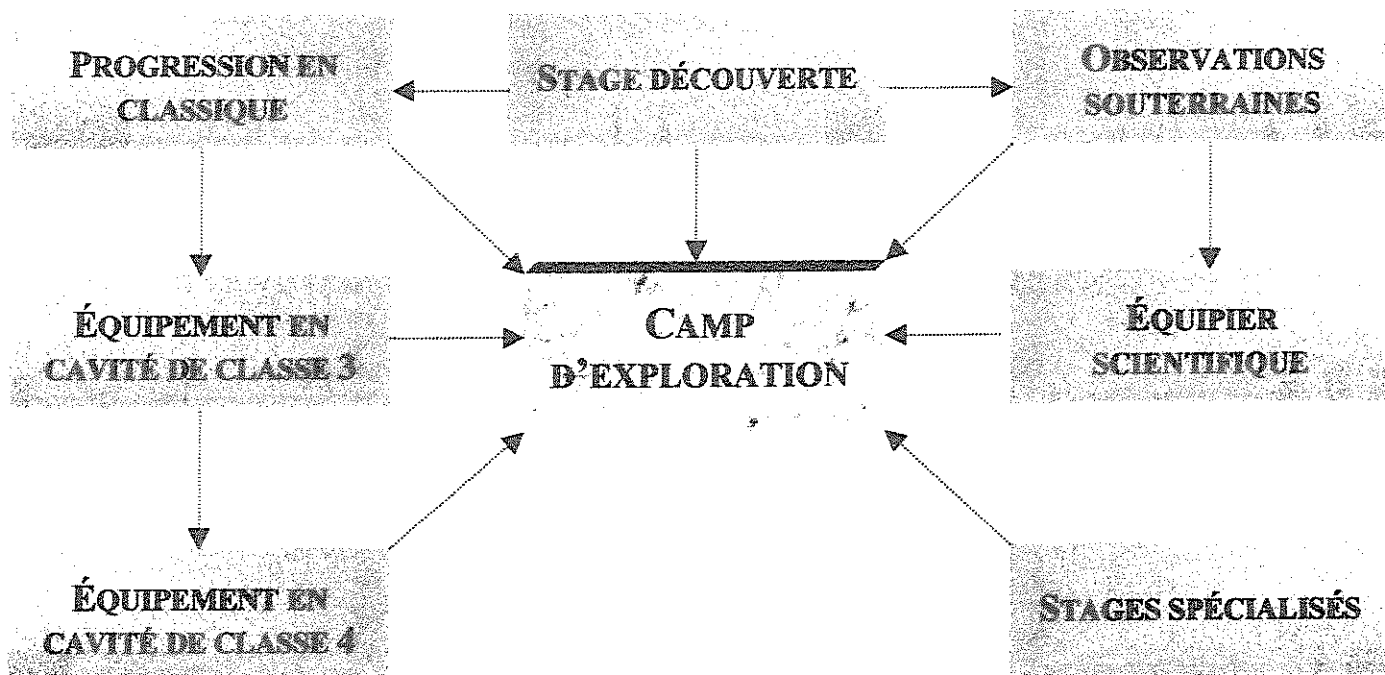 PROGRESSION EN
CLASSIQUE
STAGE DÉCOUVERTE
OBSERVATIONS
SOUTERRAINES
ÉQUIPEMENT EN
CAVITÉ DE CLASSE 3
CAMP
D'EXPLORATION
ÉQUIPIER
SCIENTIFIQUE
ÉQUIPEMENT EN
CAVITÉ DE CLASSE 4
STAGES SPÉCIALISÉS